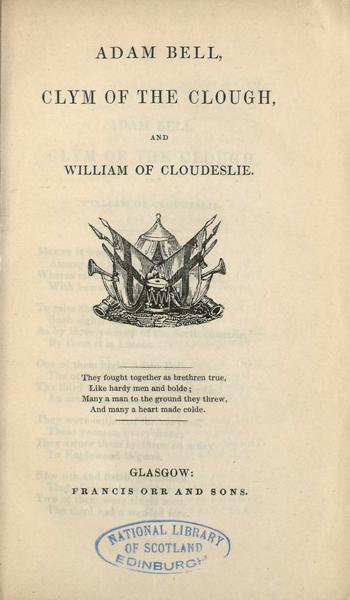 ADAM BELL,
CLYM OF THE CLOUGH,
AND
WILLIAM OF CLOUDESLIE.
They fought together as brethren true,
Like hardy men and bolde;
Many a man to the ground they threw,
And many a heart made colde.
GLASGOW:
FRANCIS ORR AND SONS.
NATIONAL LIBRARY
OF SCOTLAND
EDINBURGH